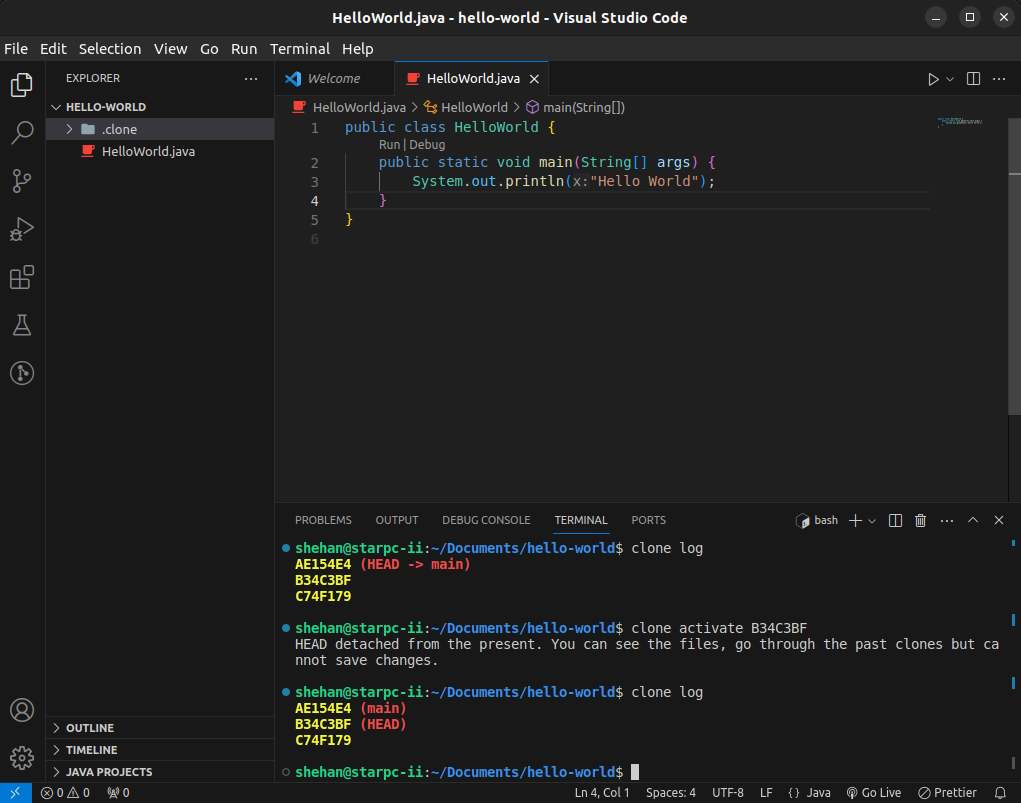 HelloWorld.java - hello-world - Visual Studio Code
File Edit Selection View Go Run Terminal Help
EXPLORER
HELLO-WORLD
.clone
HelloWorld.java
OUTLINE
TIMELINE
JAVA PROJECTS
Welcome HelloWorld.java
HelloWorld.java > HelloWorld > main(String[])
1 public class HelloWorld {
Run | Debug
2 public static void main(String[] args) {
3 System.out.println(x:"Hello World");
4 }
5 }
6
PROBLEMS OUTPUT DEBUG CONSOLE TERMINAL PORTS bash
shehan@starpc-ii:~/Documents/hello-world$ clone log
AE154E4 (HEAD -> main)
B34C3BF
C74F179
shehan@starpc-ii:~/Documents/hello-world$ clone activate B34C3BF
HEAD detached from the present. You can see the files, go through the past clones but ca
nnot save changes.
shehan@starpc-ii:~/Documents/hello-world$ clone log
AE154E4 (main)
B34C3BF (HEAD)
C74F179
shehan@starpc-ii:~/Documents/hello-world$
0 0 0 Ln 4, Col 1 Spaces: 4 UTF-8 LF {} Java Go Live Prettier